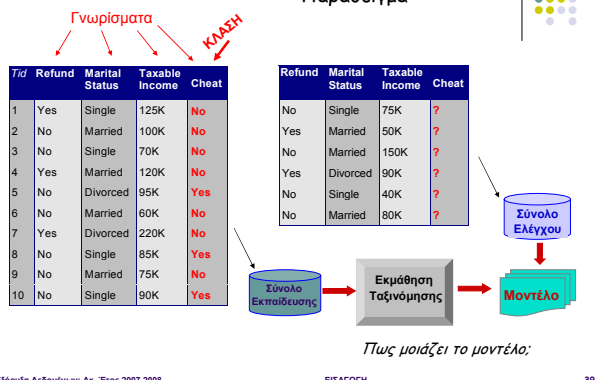 Γνωρίσματα
ΚΛΑΣΗ
Tid Refund Marital Status Taxable Income Cheat
1 Yes Single 125K No
2 No Married 100K No
3 No Single 70K No
4 Yes Married 120K No
5 No Divorced 95K Yes
6 No Married 60K No
7 Yes Divorced 220K No
8 No Single 85K Yes
9 No Married 75K No
10 No Single 90K Yes
Refund Marital Status Taxable Income Cheat
No Single 75K ?
Yes Married 50K ?
No Married 150K ?
Yes Divorced 90K ?
No Single 40K ?
No Married 80K ?
Σύνολο
Ελέγχου
Σύνολο
Εκπαίδευσης
Εκμάθηση
Ταξινόμησης
Μοντέλο
Πως μοιάζει το μοντέλο;
Δεδομένων: Ακ. Έτος 2007-2008 ΕΙΣΑΓΩΓΗ 39